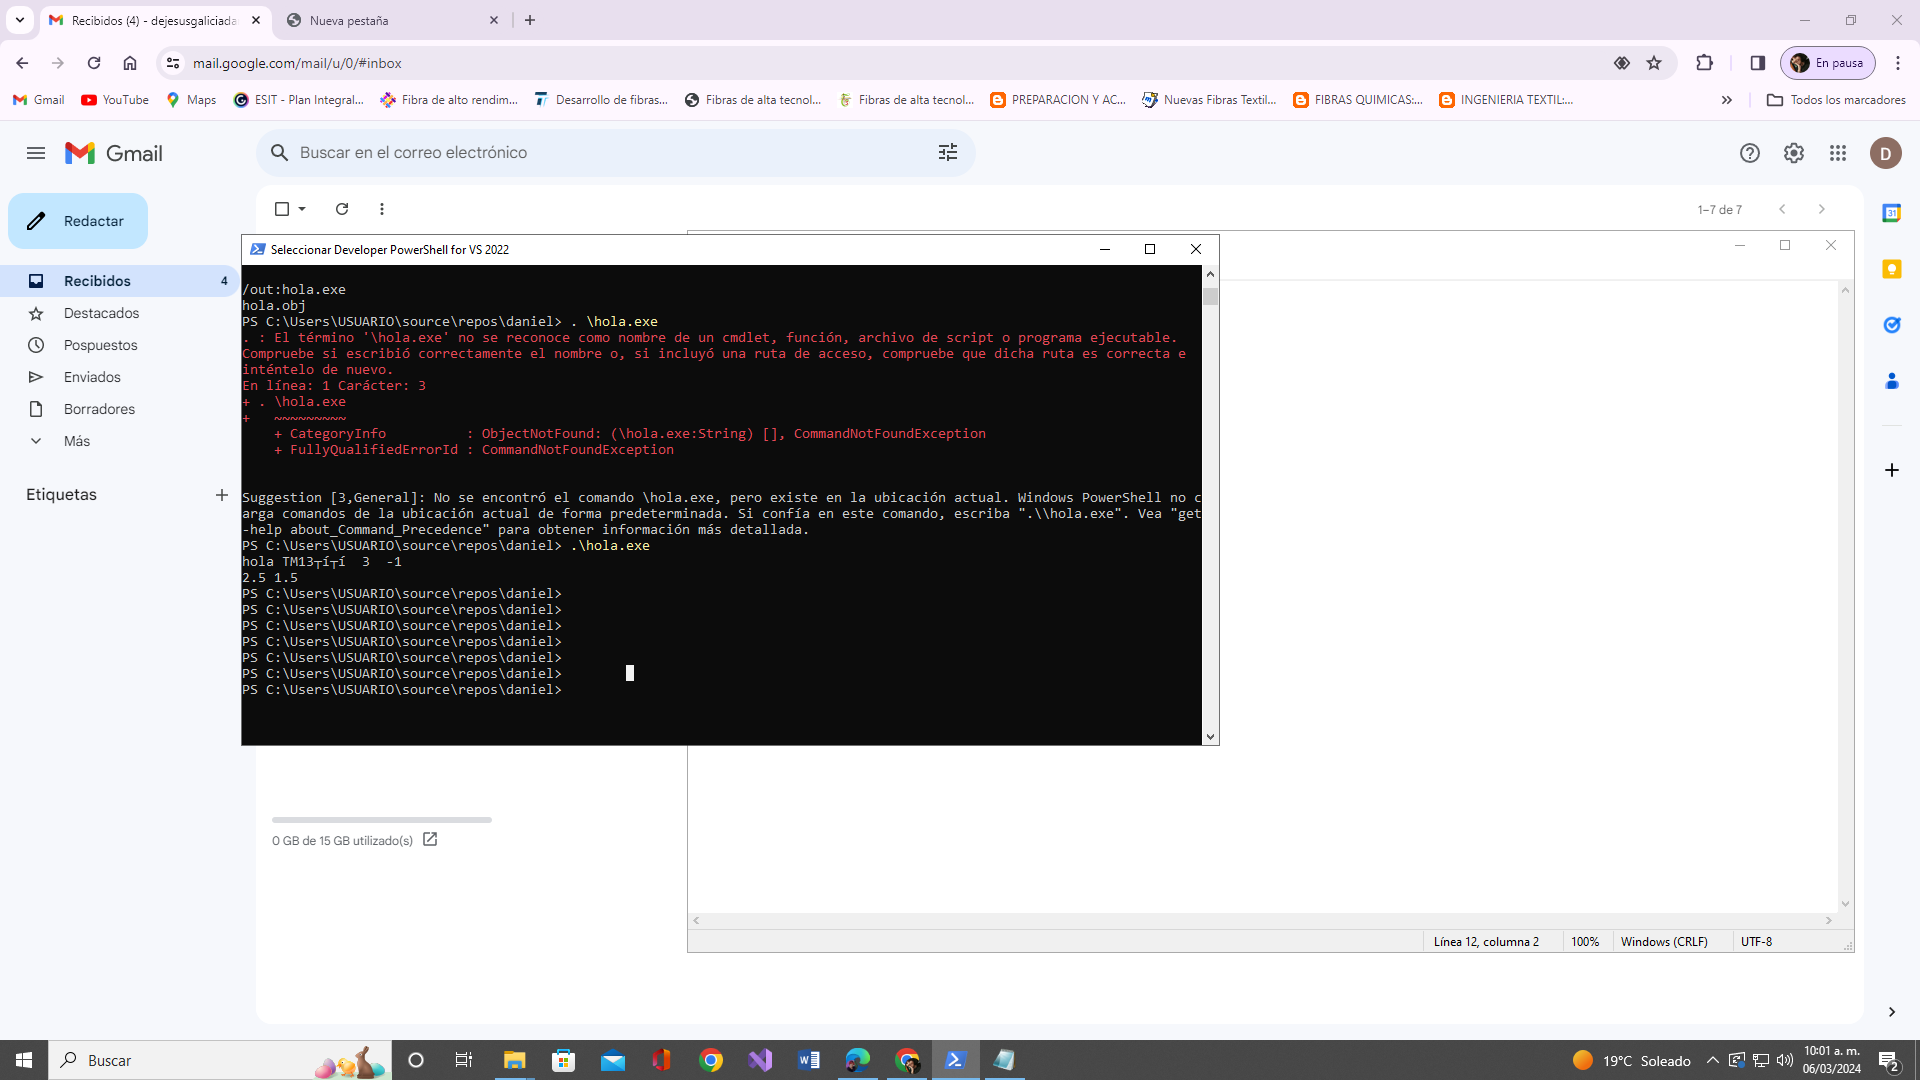 Recibidos (4) - dejesusgaliciada
Nueva pestaña
mail.google.com/mail/u/0/#inbox
En pausa
Gmail
YouTube
Maps
ESIT - Plan Integral...
Fibra de alto rendim...
Desarrollo de fibras...
Fibras de alta tecnol...
Fibras de alta tecnol...
PREPARACION Y AC...
Nuevas Fibras Textil...
FIBRAS QUIMICAS:...
INGENIERIA TEXTIL:...
Todos los marcadores
Gmail
Buscar en el correo electrónico
D
Redactar
1–7 de 7
31
Recibidos 4
Destacados
Pospuestos
Enviados
Borradores
Más
Etiquetas
Seleccionar Developer PowerShell for VS 2022
/out:hola.exe
hola.obj
PS C:\Users\USUARIO\source\repos\daniel> . \hola.exe
. : El término '\hola.exe' no se reconoce como nombre de un cmdlet, función, archivo de script o programa ejecutable.
Compruebe si escribió correctamente el nombre o, si incluyó una ruta de acceso, compruebe que dicha ruta es correcta e
inténtelo de nuevo.
En línea: 1 Carácter: 3
+ . \hola.exe
+   ~~~~~~~~~
    + CategoryInfo          : ObjectNotFound: (\hola.exe:String) [], CommandNotFoundException
    + FullyQualifiedErrorId : CommandNotFoundException
Suggestion [3,General]: No se encontró el comando \hola.exe, pero existe en la ubicación actual. Windows PowerShell no c
arga comandos de la ubicación actual de forma predeterminada. Si confía en este comando, escriba ".\\hola.exe". Vea "get
-help about_Command_Precedence" para obtener información más detallada.
PS C:\Users\USUARIO\source\repos\daniel> .\hola.exe
hola TM13┬í┬í  3  -1
2.5 1.5
PS C:\Users\USUARIO\source\repos\daniel>
PS C:\Users\USUARIO\source\repos\daniel>
PS C:\Users\USUARIO\source\repos\daniel>
PS C:\Users\USUARIO\source\repos\daniel>
PS C:\Users\USUARIO\source\repos\daniel>
PS C:\Users\USUARIO\source\repos\daniel>
PS C:\Users\USUARIO\source\repos\daniel>
0 GB de 15 GB utilizado(s)
Línea 12, columna 2
100%
Windows (CRLF)
UTF-8
Buscar
19°C Soleado
10:01 a. m.
06/03/2024
2